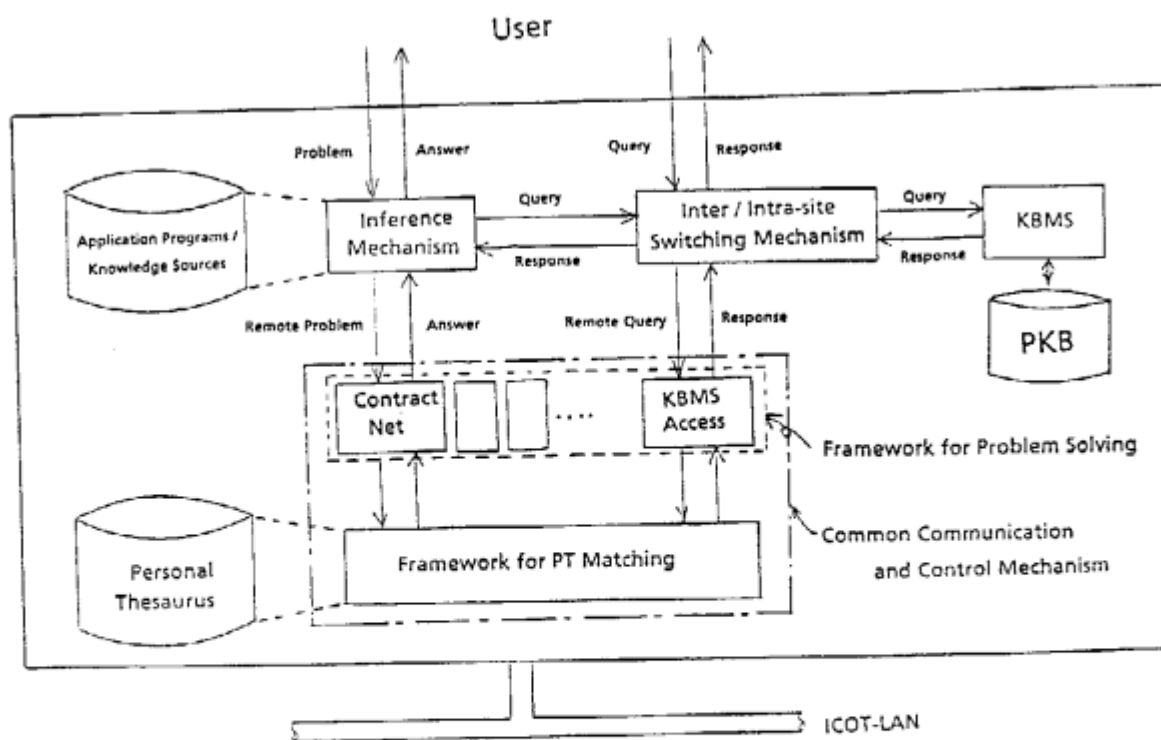 User
Problem
Answer
Query
Response
Application Programs /
Knowledge Sources
Inference
Mechanism
Query
Response
Inter / Intra-site
Switching Mechanism
Query
Response
KBMS
PKB
Remote Problem
Answer
Remote Query
Response
Contract
Net
....
KBMS
Access
Framework for Problem Solving
Personal
Thesaurus
Framework for PT Matching
Common Communication
and Control Mechanism
ICOT-LAN